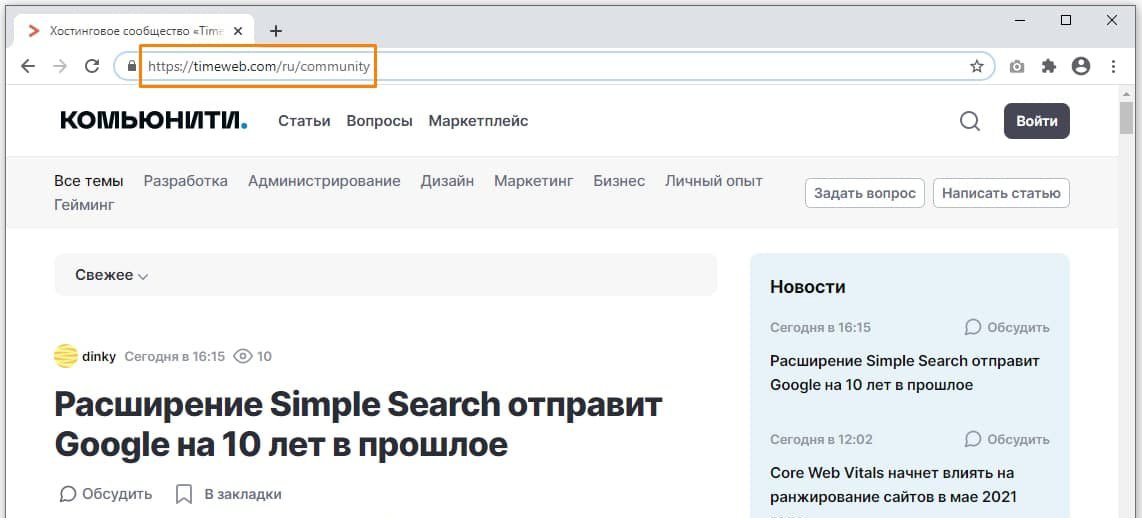 Хостинговое сообщество «Time
https://timeweb.com/ru/community
КОМЬЮНИТИ.
Статьи Вопросы Маркетплейс
Войти
Все темы Разработка Администрирование Дизайн Маркетинг Бизнес Личный опыт
Гейминг
Задать вопрос Написать статью
Свежее
dinky Сегодня в 16:15 10
Расширение Simple Search отправит
Google на 10 лет в прошлое
Обсудить В закладки
Новости
Сегодня в 16:15 Обсудить
Расширение Simple Search отправит
Google на 10 лет в прошлое
Сегодня в 12:02 Обсудить
Core Web Vitals начнет влиять на
ранжирование сайтов в мае 2021